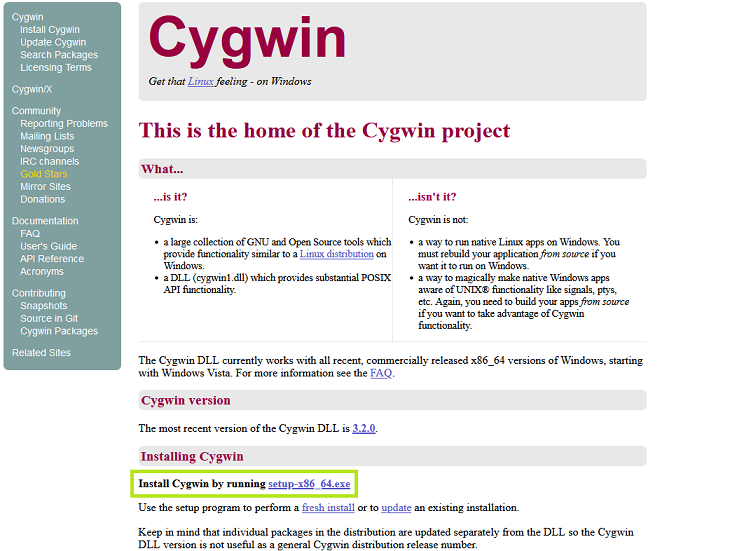 Cygwin
Install Cygwin
Update Cygwin
Search Packages
Licensing Terms
Cygwin/X
Community
Reporting Problems
Mailing Lists
Newsgroups
IRC channels
Gold Stars
Mirror Sites
Donations
Documentation
FAQ
User's Guide
API Reference
Acronyms
Contributing
Snapshots
Source in Git
Cygwin Packages
Related Sites
Cygwin
Get that Linux feeling - on Windows
This is the home of the Cygwin project
What...
...is it?
Cygwin is:
• a large collection of GNU and Open Source tools which
provide functionality similar to a Linux distribution on
Windows.
• a DLL (cygwin1.dll) which provides substantial POSIX
API functionality.
...isn't it?
Cygwin is not:
• a way to run native Linux apps on Windows. You
must rebuild your application from source if you
want it to run on Windows.
• a way to magically make native Windows apps
aware of UNIX® functionality like signals, ptys,
etc. Again, you need to build your apps from source
if you want to take advantage of Cygwin
functionality.
The Cygwin DLL currently works with all recent, commercially released x86_64 versions of Windows, starting
with Windows Vista. For more information see the FAQ.
Cygwin version
The most recent version of the Cygwin DLL is 3.2.0.
Installing Cygwin
Install Cygwin by running setup-x86_64.exe
Use the setup program to perform a fresh install or to update an existing installation.
Keep in mind that individual packages in the distribution are updated separately from the DLL so the Cygwin
DLL version is not useful as a general Cygwin distribution release number.